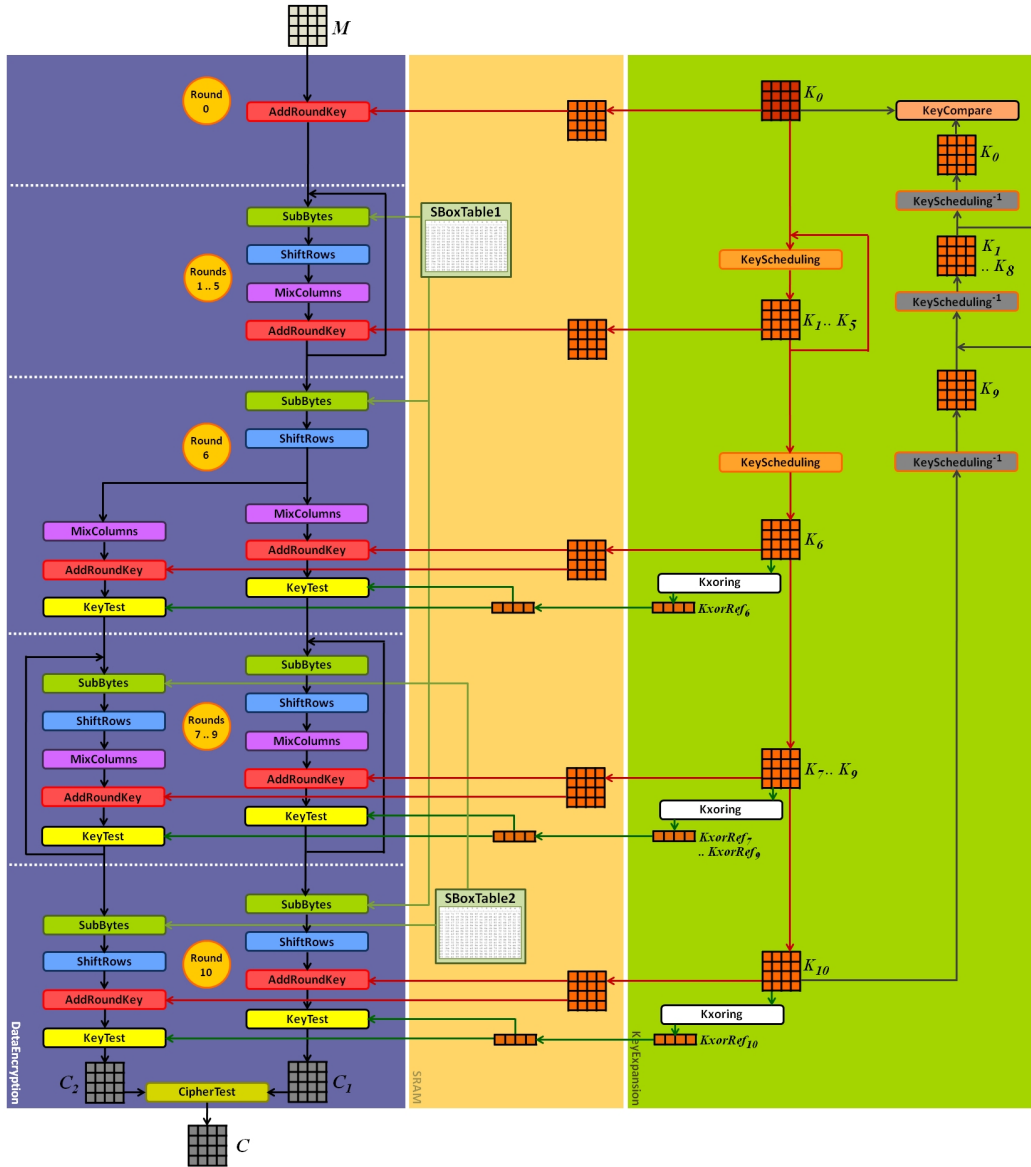 M
Round
0
AddRoundKey
K0
KeyCompare
K0
KeyScheduling-1
SubBytes
SBoxTable1
ShiftRows
Rounds
1 .. 5
MixColumns
AddRoundKey
KeyScheduling
K1.. K5
K1
.. K8
KeyScheduling-1
K9
SubBytes
Round
6
ShiftRows
KeyScheduling
KeyScheduling-1
MixColumns
MixColumns
AddRoundKey
AddRoundKey
K6
KeyTest
KeyTest
Kxoring
KxorRef6
SubBytes
SubBytes
ShiftRows
ShiftRows
Rounds
7 .. 9
MixColumns
MixColumns
AddRoundKey
AddRoundKey
K7.. K9
KeyTest
KeyTest
Kxoring
KxorRef7
.. KxorRef9
SubBytes
SubBytes
SBoxTable2
ShiftRows
ShiftRows
Round
10
AddRoundKey
AddRoundKey
K10
KeyTest
KeyTest
Kxoring
KxorRef10
DataEncryption
SRAM
KeyExpansion
C2
CipherTest
C1
C